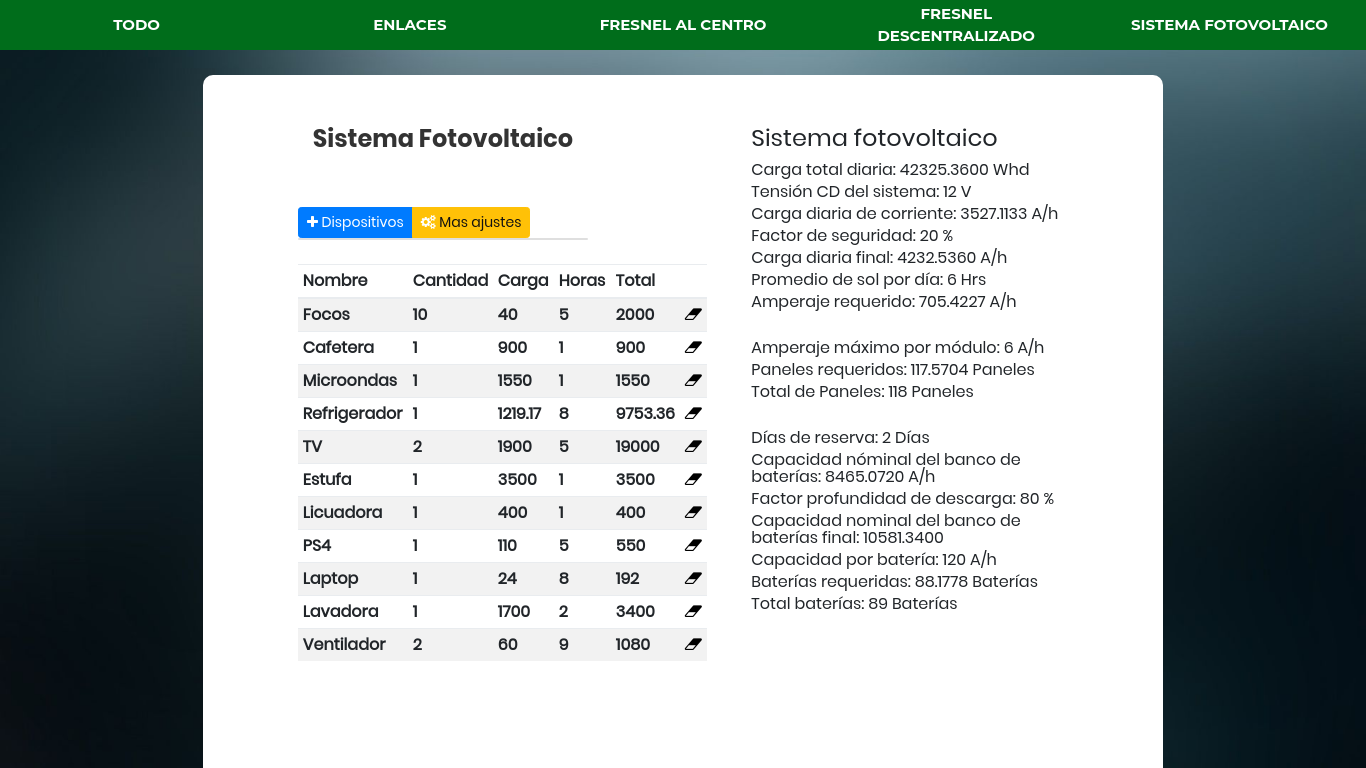 TODO
ENLACES
FRESNEL AL CENTRO
FRESNEL
DESCENTRALIZADO
SISTEMA FOTOVOLTAICO
Sistema Fotovoltaico
Dispositivos Mas ajustes
Nombre Cantidad Carga Horas Total
Focos 10 40 5 2000
Cafetera 1 900 1 900
Microondas 1 1550 1 1550
Refrigerador 1 1219.17 8 9753.36
TV 2 1900 5 19000
Estufa 1 3500 1 3500
Licuadora 1 400 1 400
PS4 1 110 5 550
Laptop 1 24 8 192
Lavadora 1 1700 2 3400
Ventilador 2 60 9 1080
Sistema fotovoltaico
Carga total diaria: 42325.3600 Whd
Tensión CD del sistema: 12 V
Carga diaria de corriente: 3527.1133 A/h
Factor de seguridad: 20 %
Carga diaria final: 4232.5360 A/h
Promedio de sol por día: 6 Hrs
Amperaje requerido: 705.4227 A/h
Amperaje máximo por módulo: 6 A/h
Paneles requeridos: 117.5704 Paneles
Total de Paneles: 118 Paneles
Días de reserva: 2 Días
Capacidad nóminal del banco de
baterías: 8465.0720 A/h
Factor profundidad de descarga: 80 %
Capacidad nominal del banco de
baterías final: 10581.3400
Capacidad por batería: 120 A/h
Baterías requeridas: 88.1778 Baterías
Total baterías: 89 Baterías